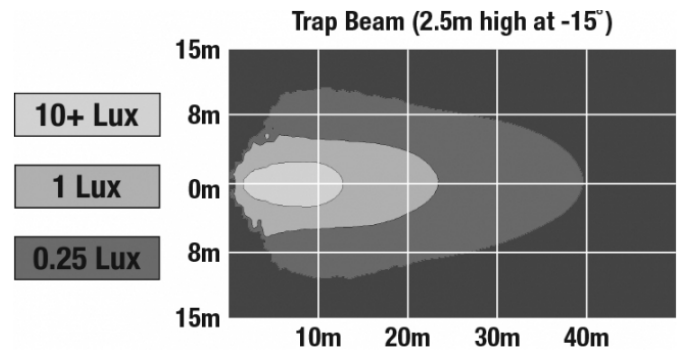 Trap Beam (2.5m high at -15°)
15m
10+ Lux
8m
1 Lux
0m
0.25 Lux
8m
15m
10m 20m 30m 40m